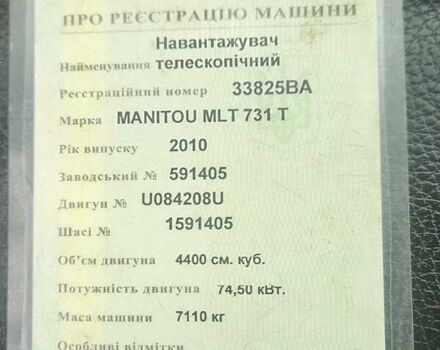 ПРО РЕЄСТРАЦІЮ МАШИНИ
Навантажувач
Найменування телескопічний
Реєстраційний номер 33825ВА
Марка MANITOU MLT 731 T
Рік випуску 2010
Заводський № 591405
Двигун № U084208U
Шасі № 1591405
Об'єм двигуна 4400 см. куб.
Потужність двигуна 74,50 кВт.
Маса машини 7110 кг
Особливі відмітки